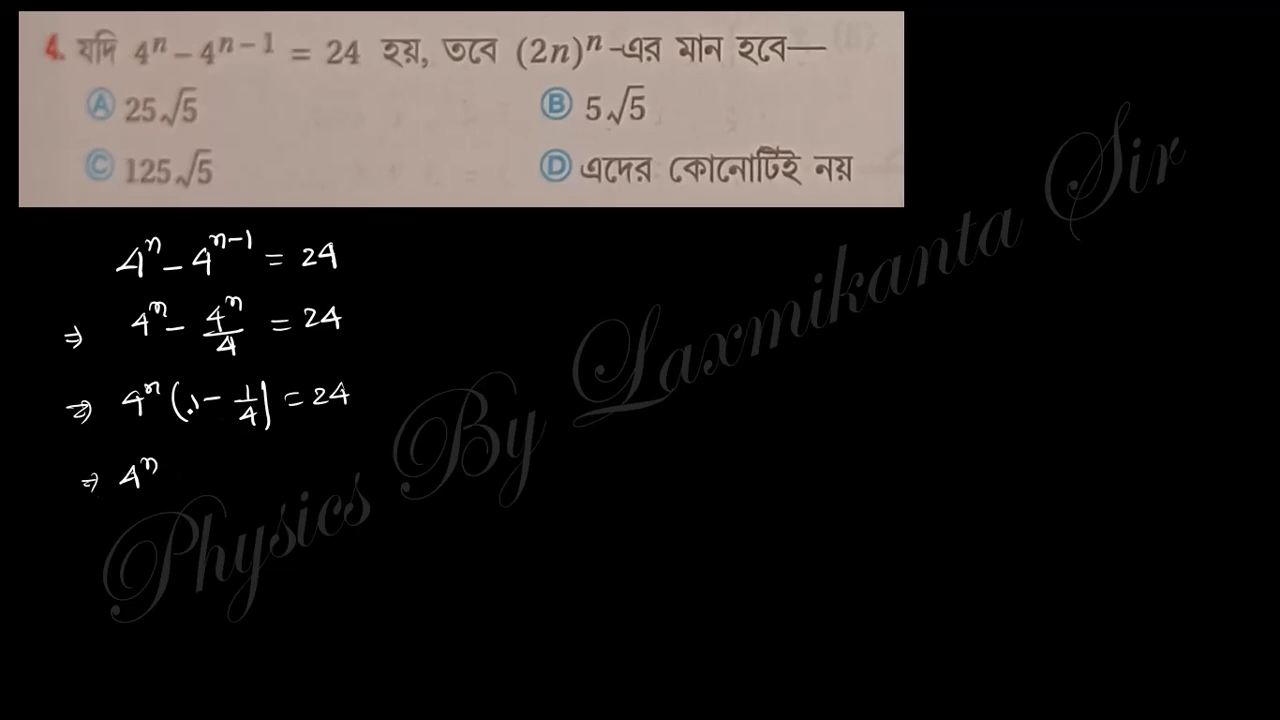 4. যদি 4ⁿ – 4ⁿ⁻¹ = 24 হয়, তবে (2n)ⁿ -এর মান হবে—
Ⓐ 25√5 Ⓑ 5√5
Ⓒ 125√5 Ⓓ এদের কোনোটিই নয়
4ⁿ – 4ⁿ⁻¹ = 24
⇒ 4ⁿ – 4ⁿ/4 = 24
⇒ 4ⁿ (1 – 1/4) = 24
⇒ 4ⁿ
Physics By Laxmikanta Sir